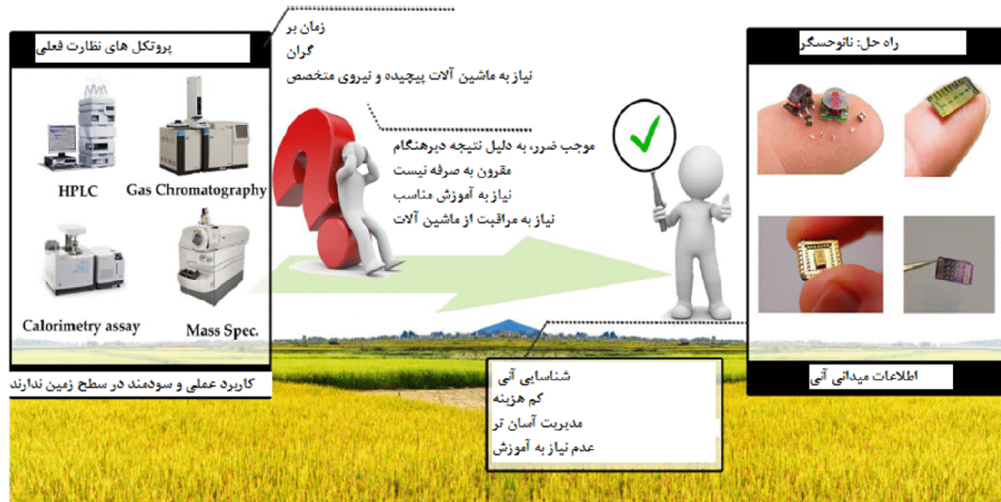 پروتکل های نظارت فعلی
HPLC
Gas Chromatography
Calorimetry assay
Mass Spec.
کاربرد عملی و سودمند در سطح زمین ندارند
زمان بر
گران
نیاز به ماشین آلات پیچیده و نیروی متخصص
موجب ضرر، به دلیل نتیجه دیرهنگام
مقرون به صرفه نیست
نیاز به آموزش مناسب
نیاز به مراقبت از ماشین آلات
راه حل: نانوحسگر
اطلاعات میدانی آنی
شناسایی آنی
کم هزینه
مدیریت آسان تر
عدم نیاز به آموزش